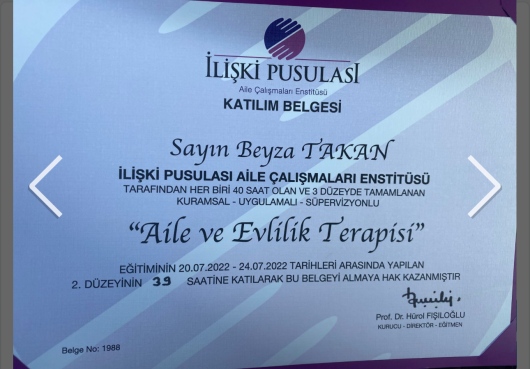 İLİŞKİ PUSULASI
Aile Çalışmaları Enstitüsü
KATILIM BELGESİ
Sayın Beyza TAKAN
İLİŞKİ PUSULASI AİLE ÇALIŞMALARI ENSTİTÜSÜ
TARAFINDAN HER BİRİ 40 SAAT OLAN VE 3 DÜZEYDE TAMAMLANAN
KURAMSAL - UYGULAMALI - SÜPERVİZYONLU
"Aile ve Evlilik Terapisi"
EĞİTİMİNİN 20.07.2022 - 24.07.2022 TARİHLERİ ARASINDA YAPILAN
2. DÜZEYİNİN 39 SAATİNE KATILARAK BU BELGEYİ ALMAYA HAK KAZANMIŞTIR
Prof. Dr. Hürol FIŞILOĞLU
KURUCU - DİREKTÖR - EĞİTMEN
Belge No: 1988